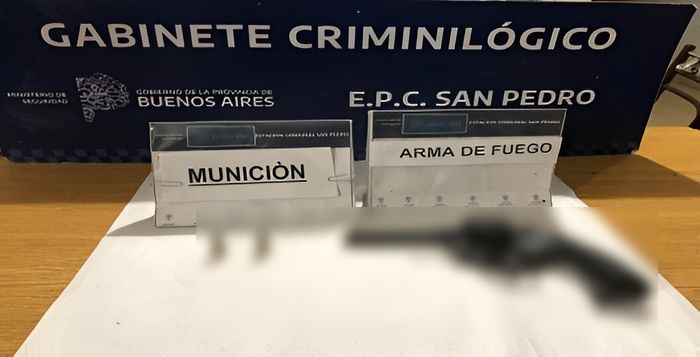 GABINETE CRIMINILÓGICO
MINISTERIO DE
SEGURIDAD
GOBIERNO DE LA PROVINCIA DE
BUENOS AIRES
E.P.C. SAN PEDRO
MUNICIÒN
ARMA DE FUEGO